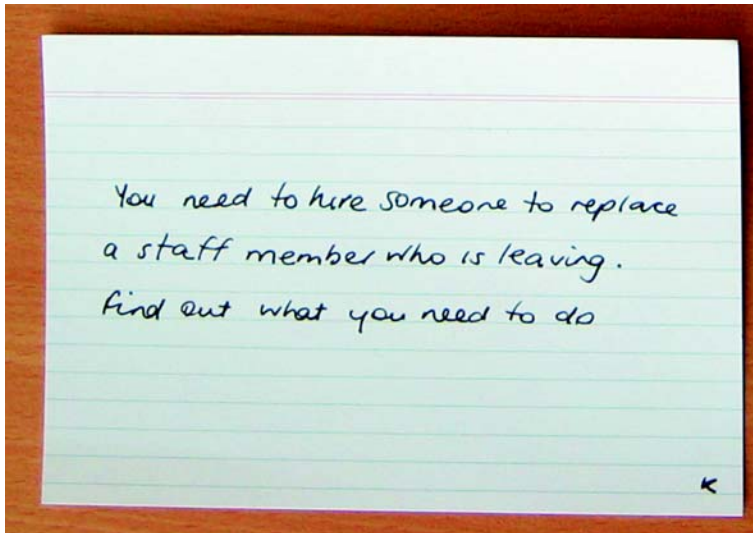 You need to hire someone to replace
a staff member who is leaving.
Find out what you need to do
K